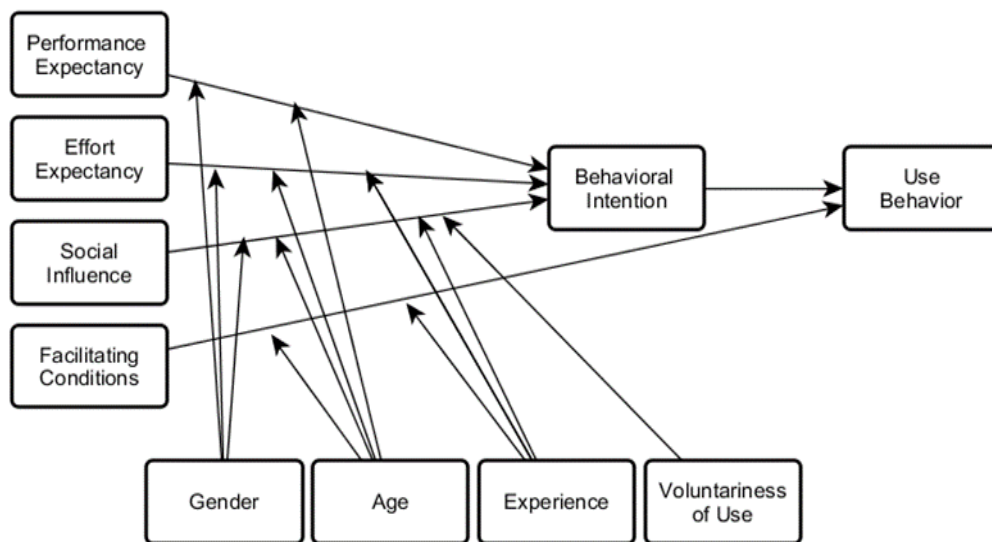 Performance
Expectancy
Effort
Expectancy
Social
Influence
Facilitating
Conditions
Behavioral
Intention
Use
Behavior
Gender
Age
Experience
Voluntariness
of Use